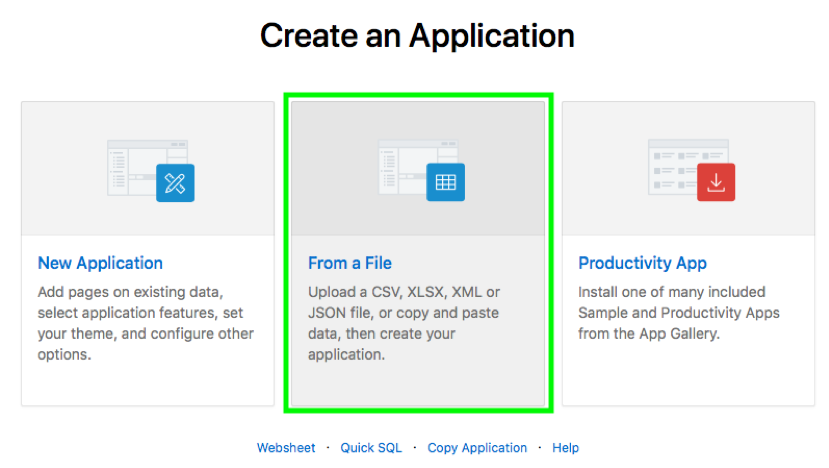 Create an Application
New Application
Add pages on existing data,
select application features, set
your theme, and configure other
options.
From a File
Upload a CSV, XLSX, XML or
JSON file, or copy and paste
data, then create your
application.
Productivity App
Install one of many included
Sample and Productivity Apps
from the App Gallery.
Websheet · Quick SQL · Copy Application · Help